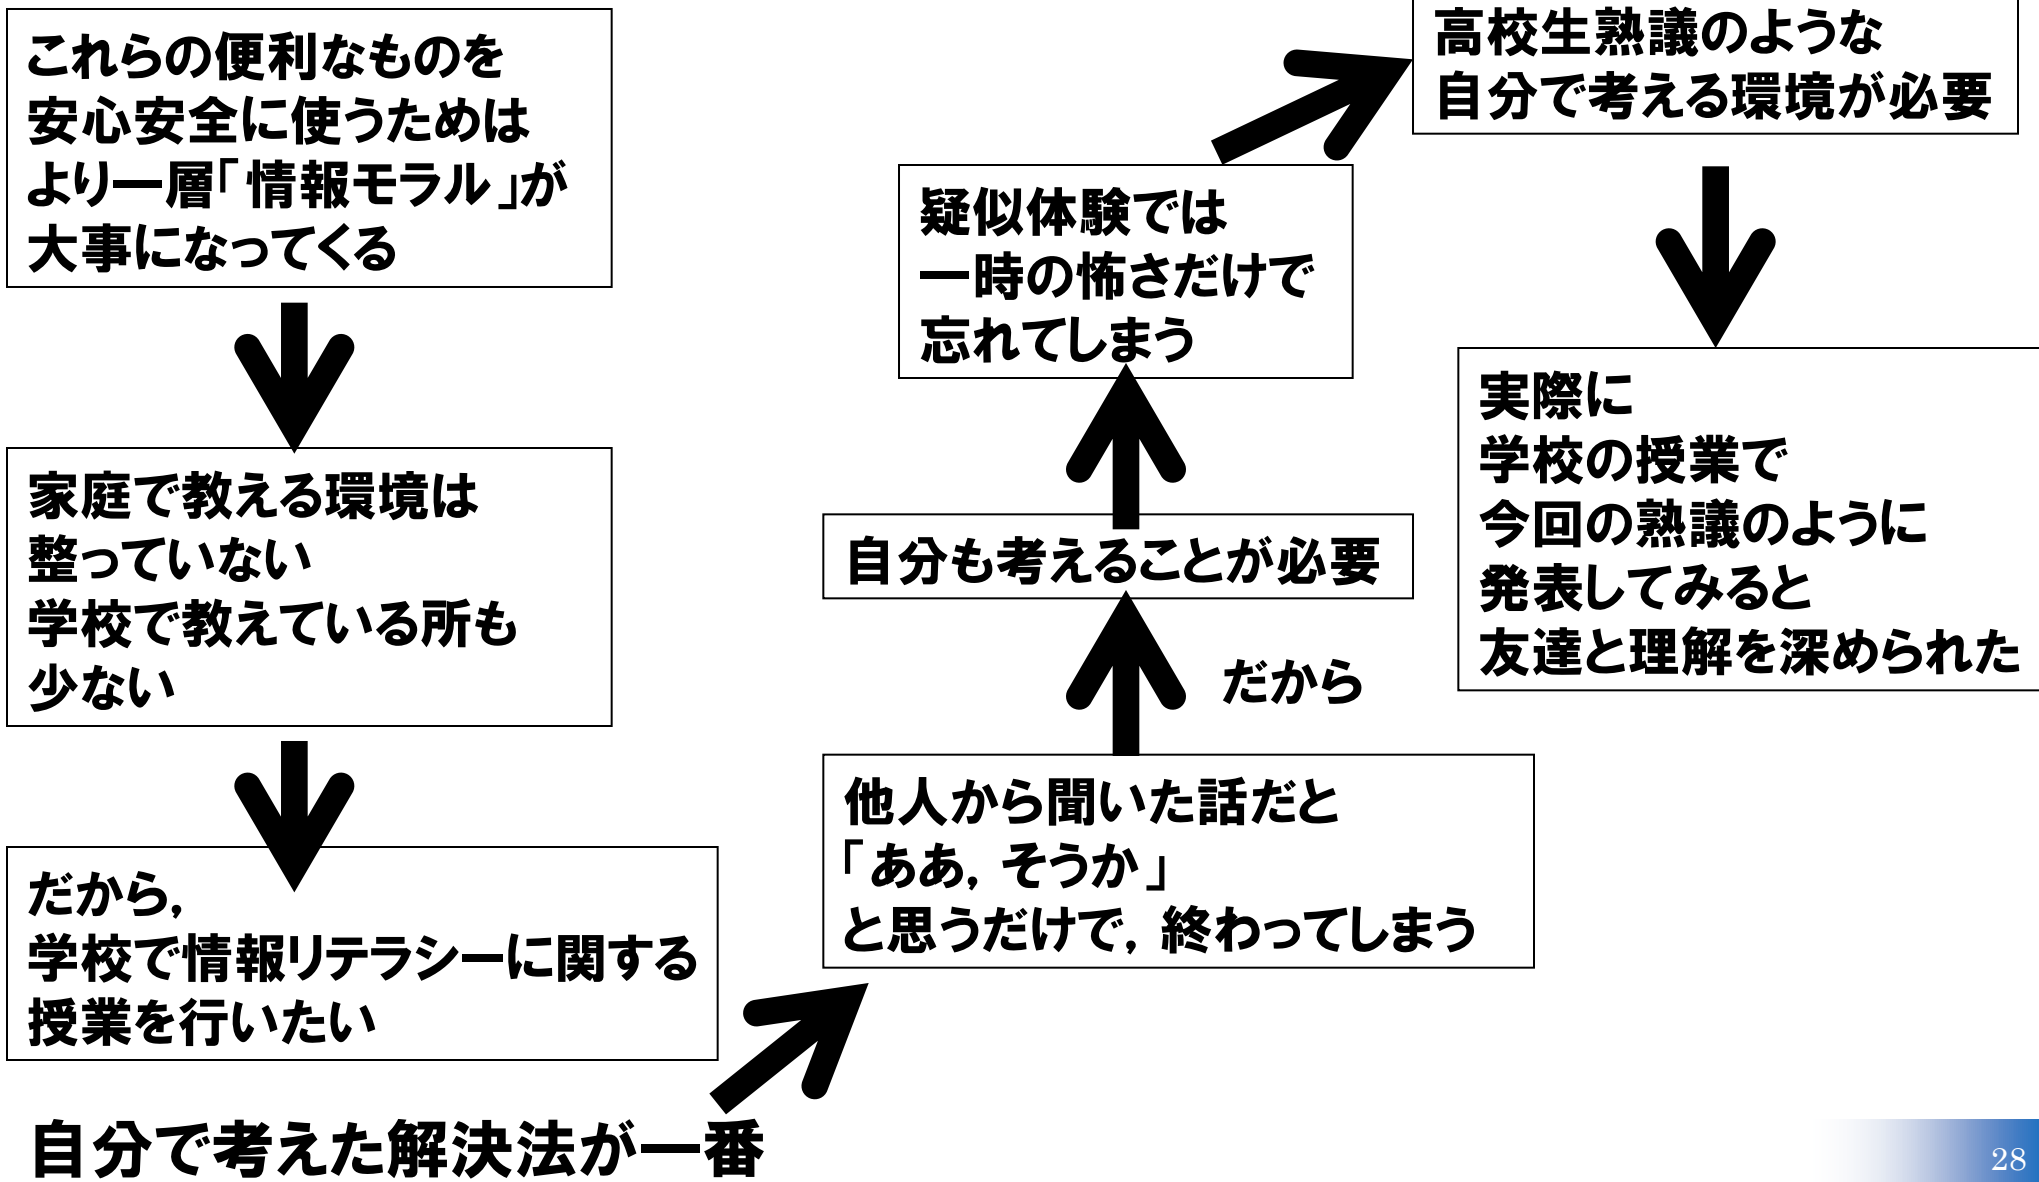 これらの便利なものを
安心安全に使うためは
より一層「情報モラル」が
大事になってくる
家庭で教える環境は
整っていない
学校で教えている所も
少ない
だから,
学校で情報リテラシーに関する
授業を行いたい
自分で考えた解決法が一番
他人から聞いた話だと
「ああ, そうか」
と思うだけで, 終わってしまう
だから
自分も考えることが必要
疑似体験では
一時の怖さだけで
忘れてしまう
高校生熟議のような
自分で考える環境が必要
実際に
学校の授業で
今回の熟議のように
発表してみると
友達と理解を深められた
28